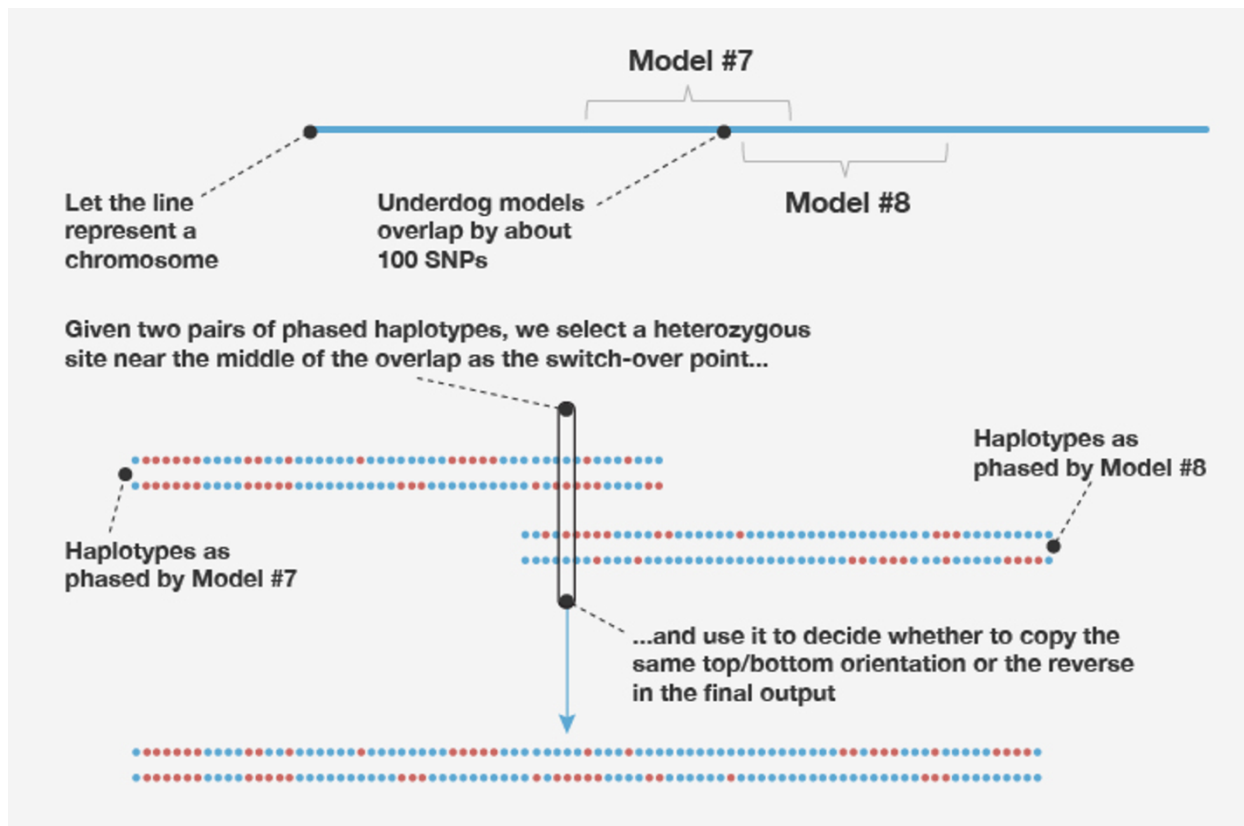 Model #7
Let the line
represent a
chromosome
Underdog models
overlap by about
100 SNPs
Model #8
Given two pairs of phased haplotypes, we select a heterozygous
site near the middle of the overlap as the switch-over point...
Haplotypes as
phased by Model #8
Haplotypes as
phased by Model #7
...and use it to decide whether to copy the
same top/bottom orientation or the reverse
in the final output